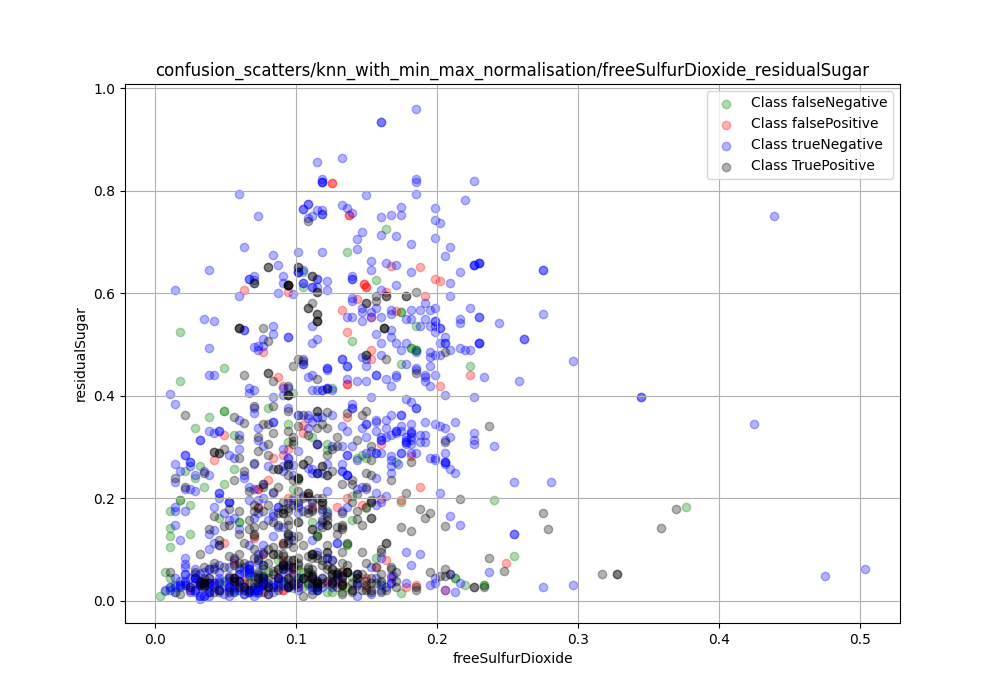 confusion_scatters/knn_with_min_max_normalisation/freeSulfurDioxide_residualSugar
Class falseNegative
Class falsePositive
Class trueNegative
Class TruePositive
1.0
0.8
0.6
0.4
0.2
0.0
residualSugar
0.0 0.1 0.2 0.3 0.4 0.5
freeSulfurDioxide